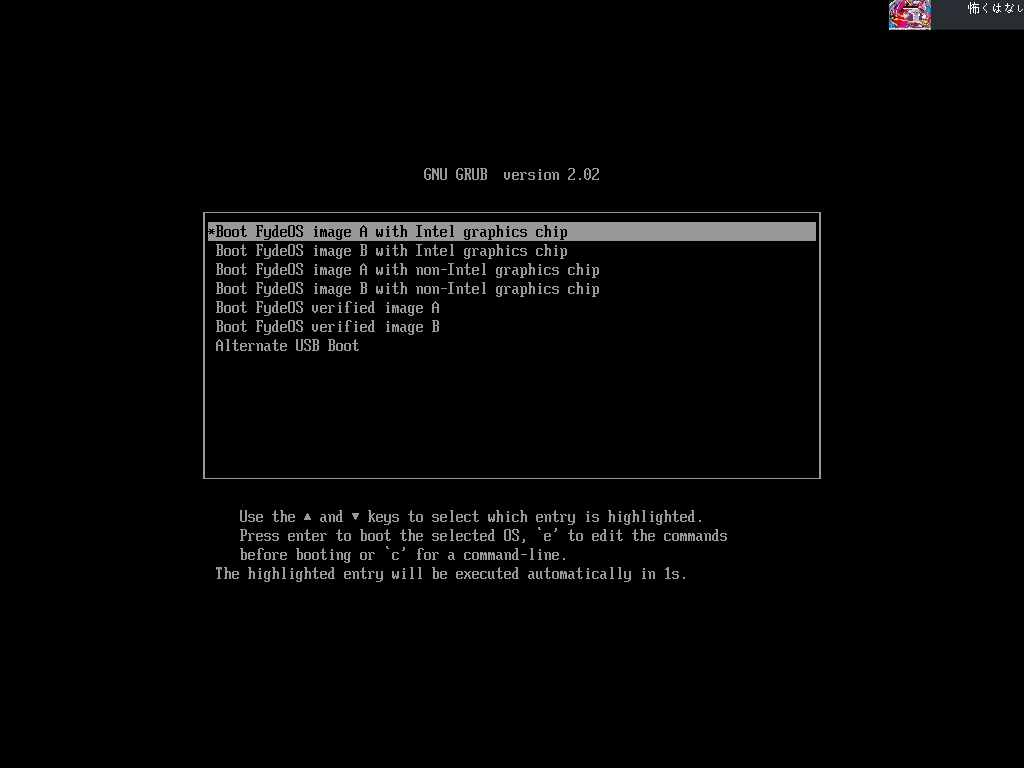 怖くはない
GNU GRUB version 2.02
*Boot FydeOS image A with Intel graphics chip
Boot FydeOS image B with Intel graphics chip
Boot FydeOS image A with non-Intel graphics chip
Boot FydeOS image B with non-Intel graphics chip
Boot FydeOS verified image A
Boot FydeOS verified image B
Alternate USB Boot
Use the ▲ and ▼ keys to select which entry is highlighted.
Press enter to boot the selected OS, `e' to edit the commands
before booting or `c' for a command-line.
The highlighted entry will be executed automatically in 1s.